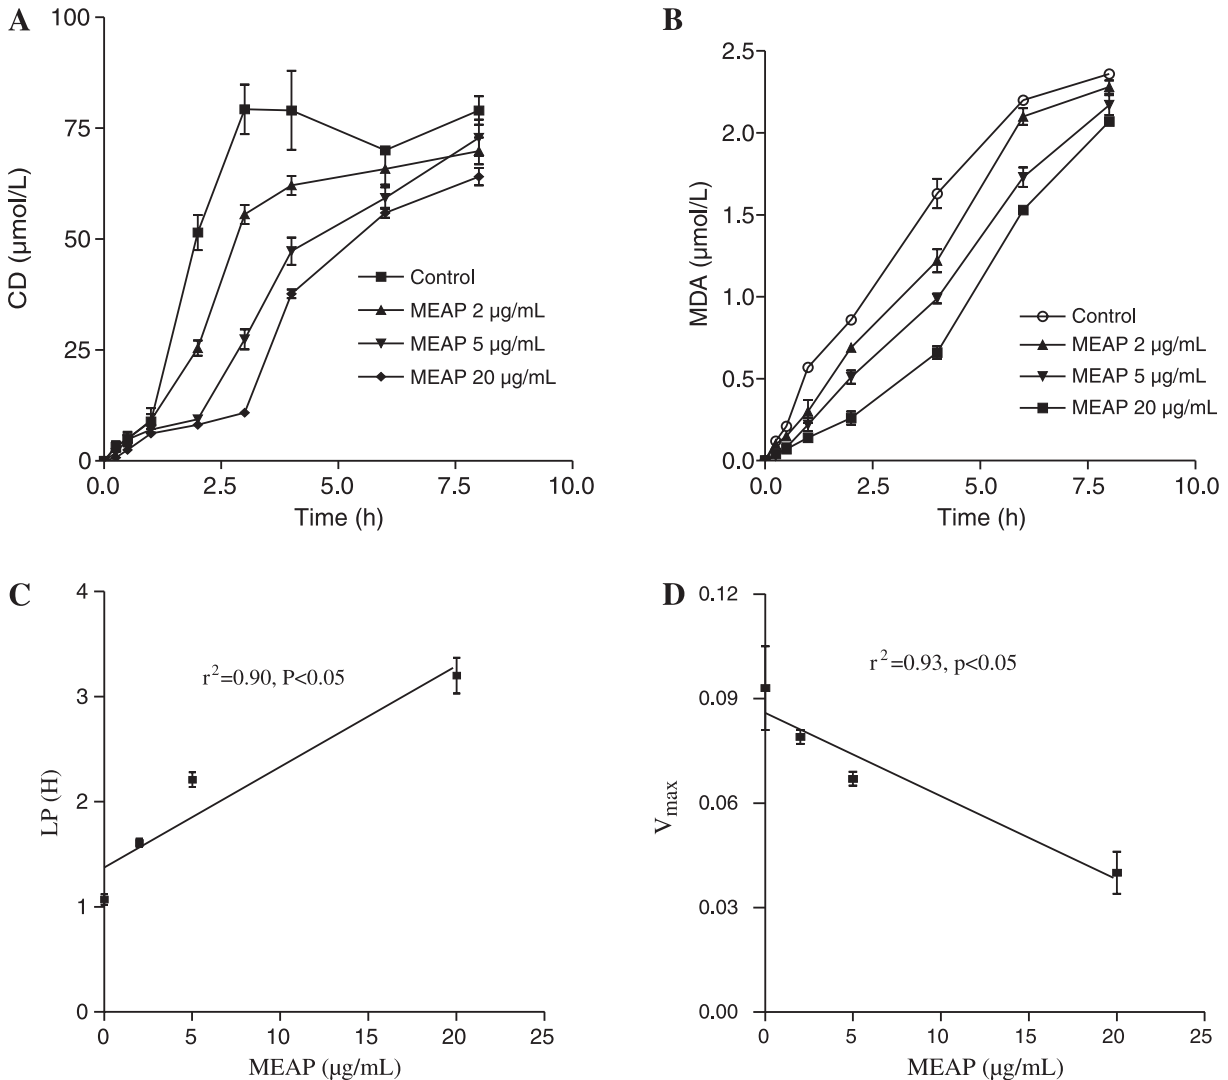 A
100
75
50
25
0
CD (µmol/L)
0.0 2.5 5.0 7.5 10.0
Time (h)
Control
MEAP 2 µg/mL
MEAP 5 µg/mL
MEAP 20 µg/mL
B
2.5
2.0
1.5
1.0
0.5
0.0
MDA (µmol/L)
0.0 2.5 5.0 7.5 10.0
Time (h)
Control
MEAP 2 µg/mL
MEAP 5 µg/mL
MEAP 20 µg/mL
C
4
3
2
1
0
LP (H)
r²=0.90, P<0.05
0 5 10 15 20 25
MEAP (µg/mL)
D
0.12
0.09
0.06
0.03
0.00
Vmax
r²=0.93, p<0.05
0 5 10 15 20 25
MEAP (µg/mL)